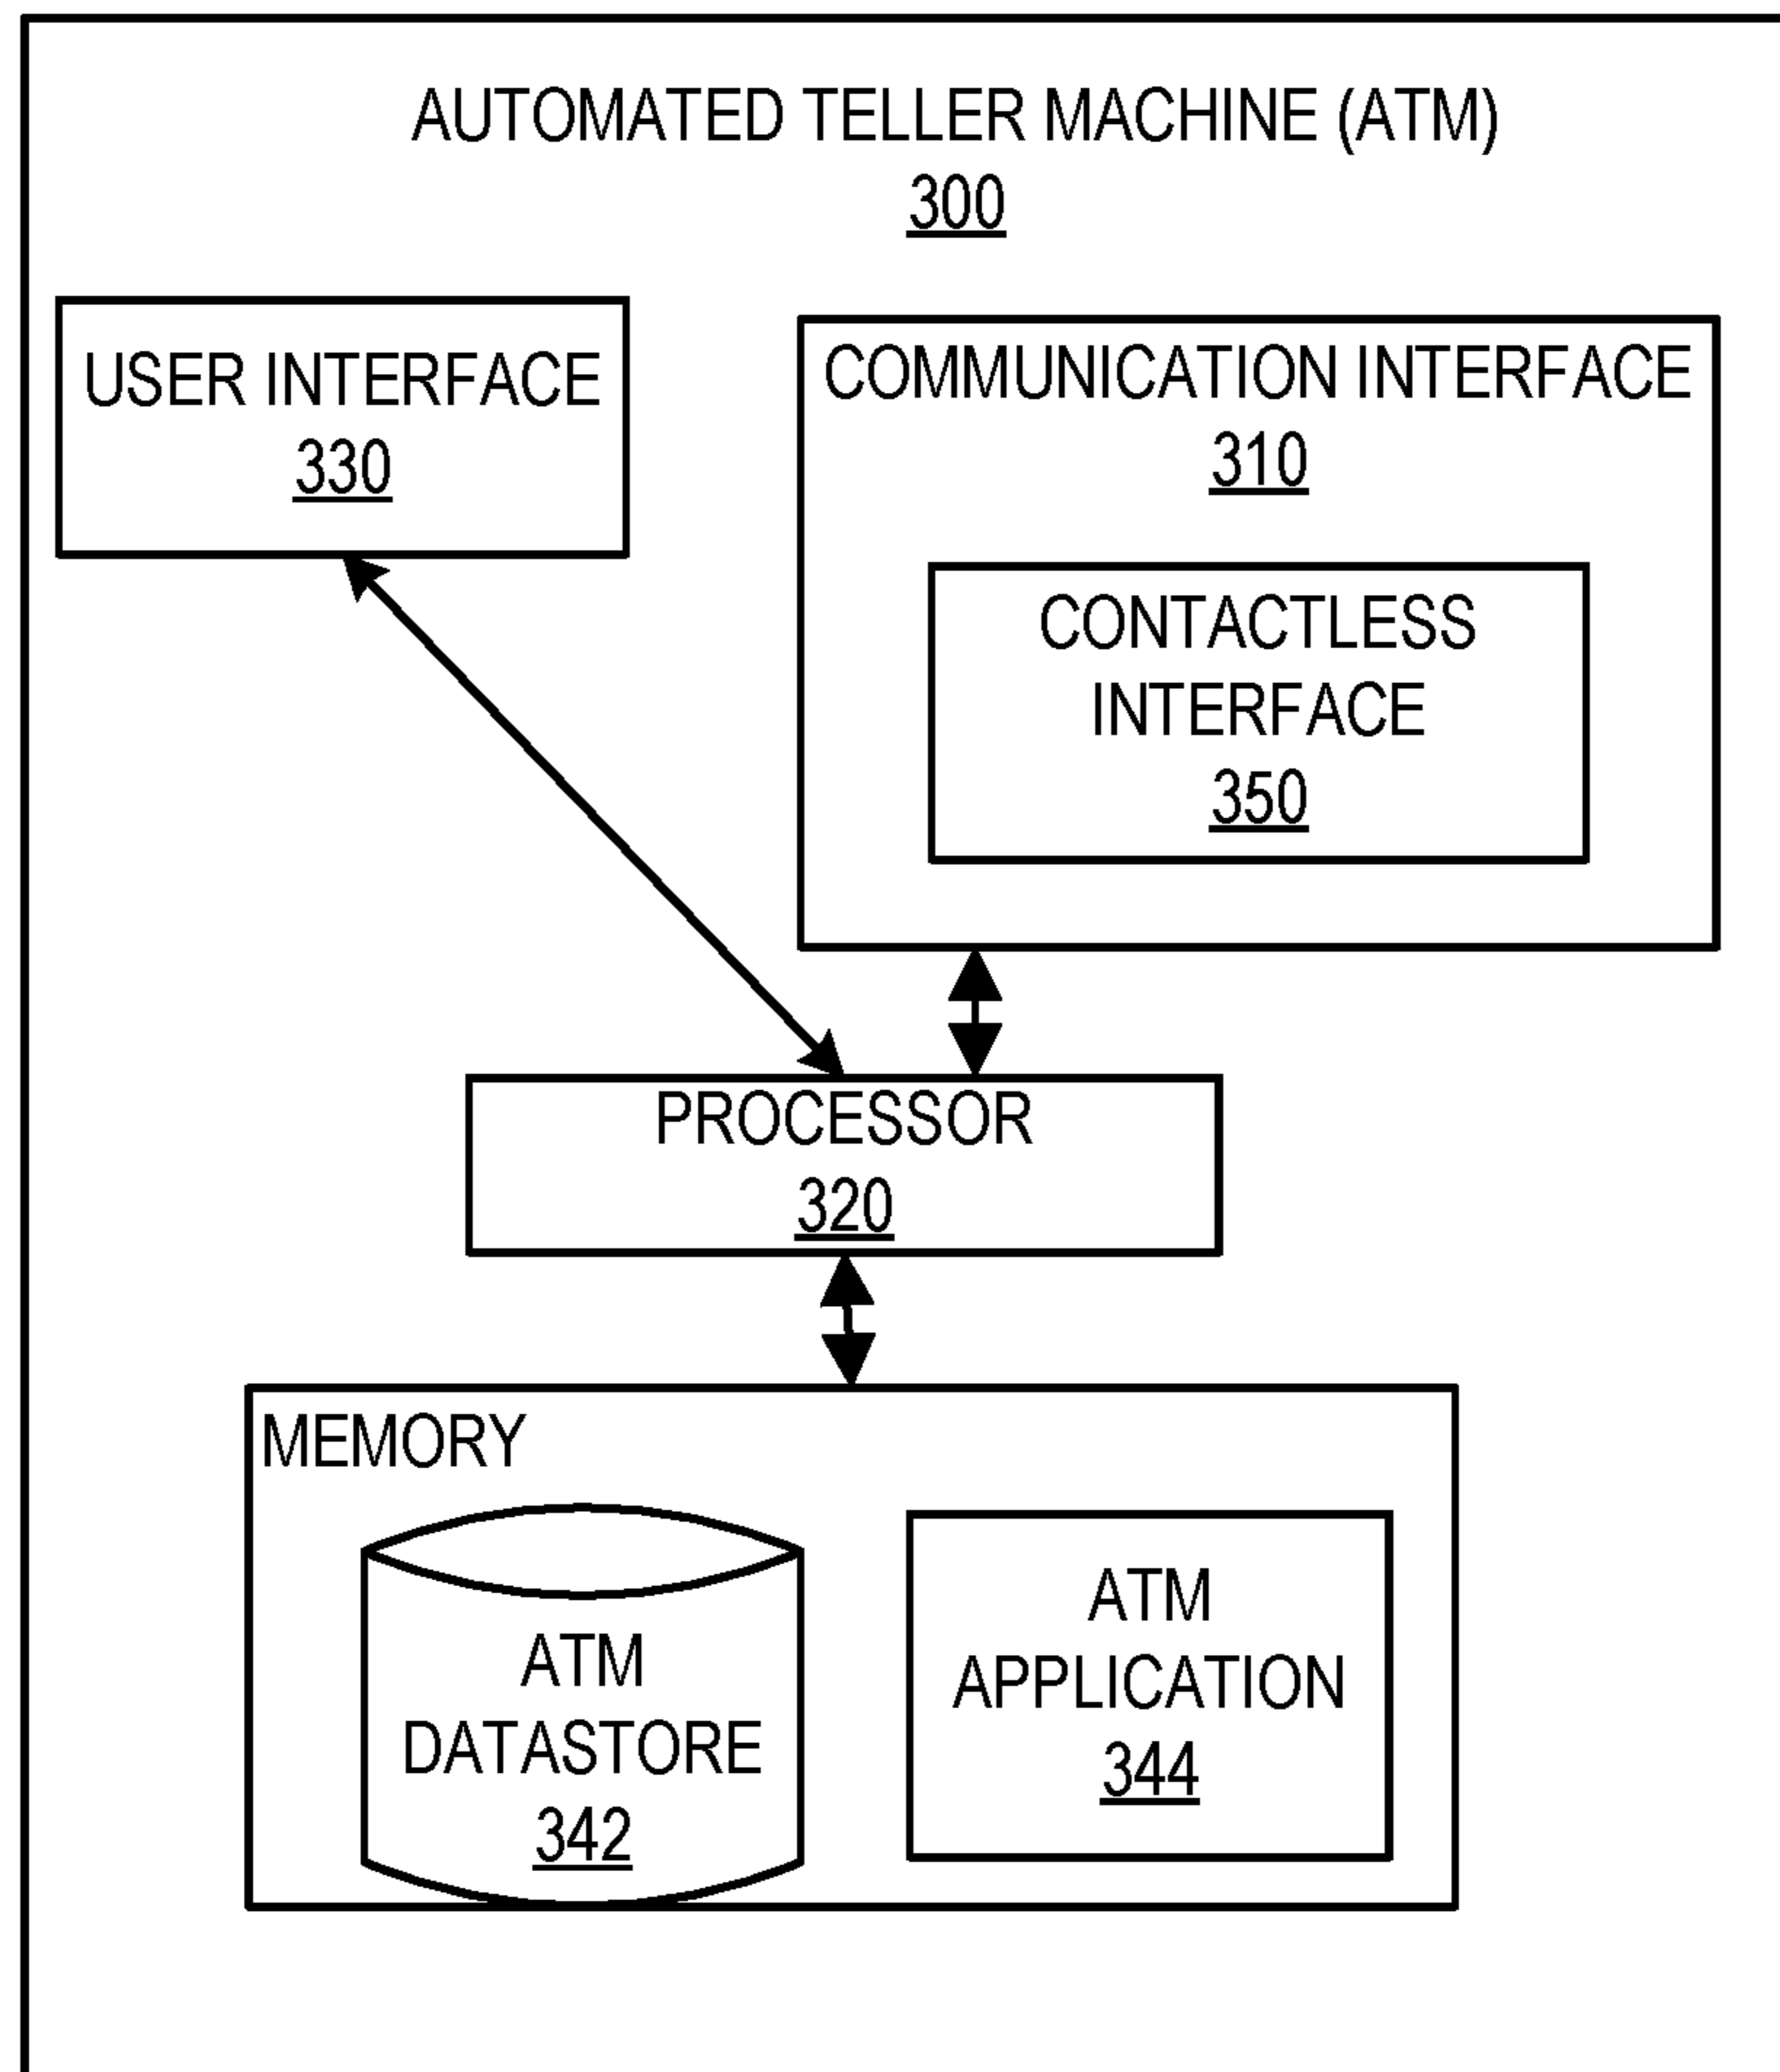 AUTOMATED TELLER MACHINE (ATM)
300
USER INTERFACE
330
COMMUNICATION INTERFACE
310
CONTACTLESS
INTERFACE
350
PROCESSOR
320
MEMORY
ATM
DATASTORE
342
ATM
APPLICATION
344